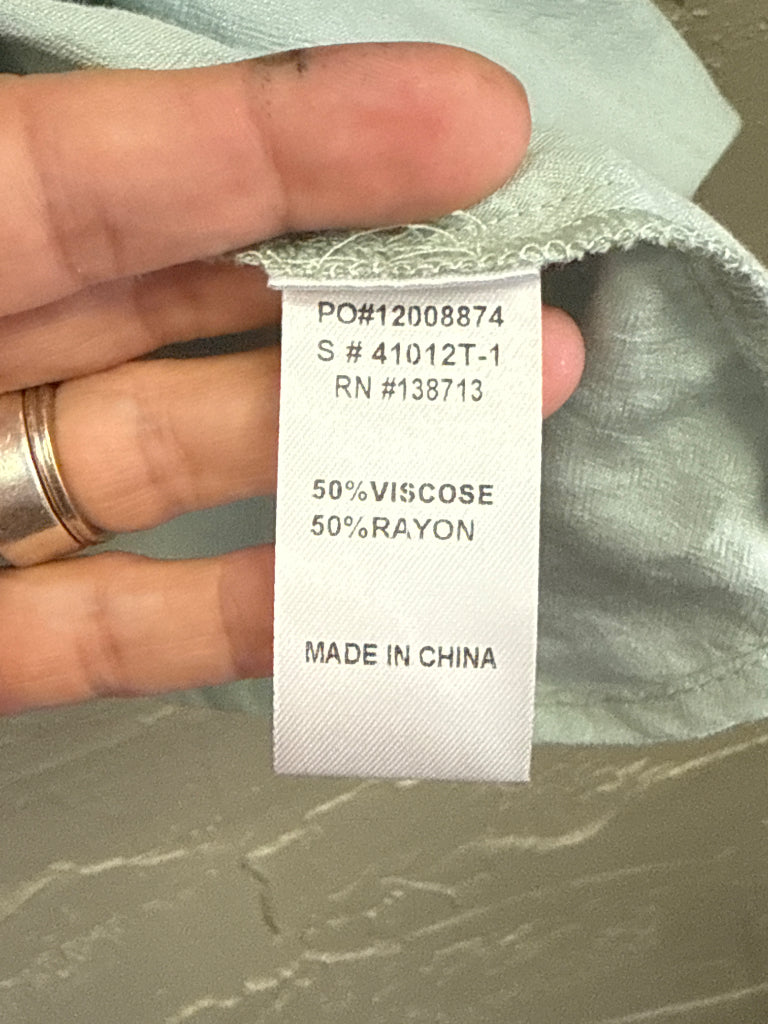 PO#12008874
S # 41012T-1
RN #138713
50%VISCOSE
50%RAYON
MADE IN CHINA